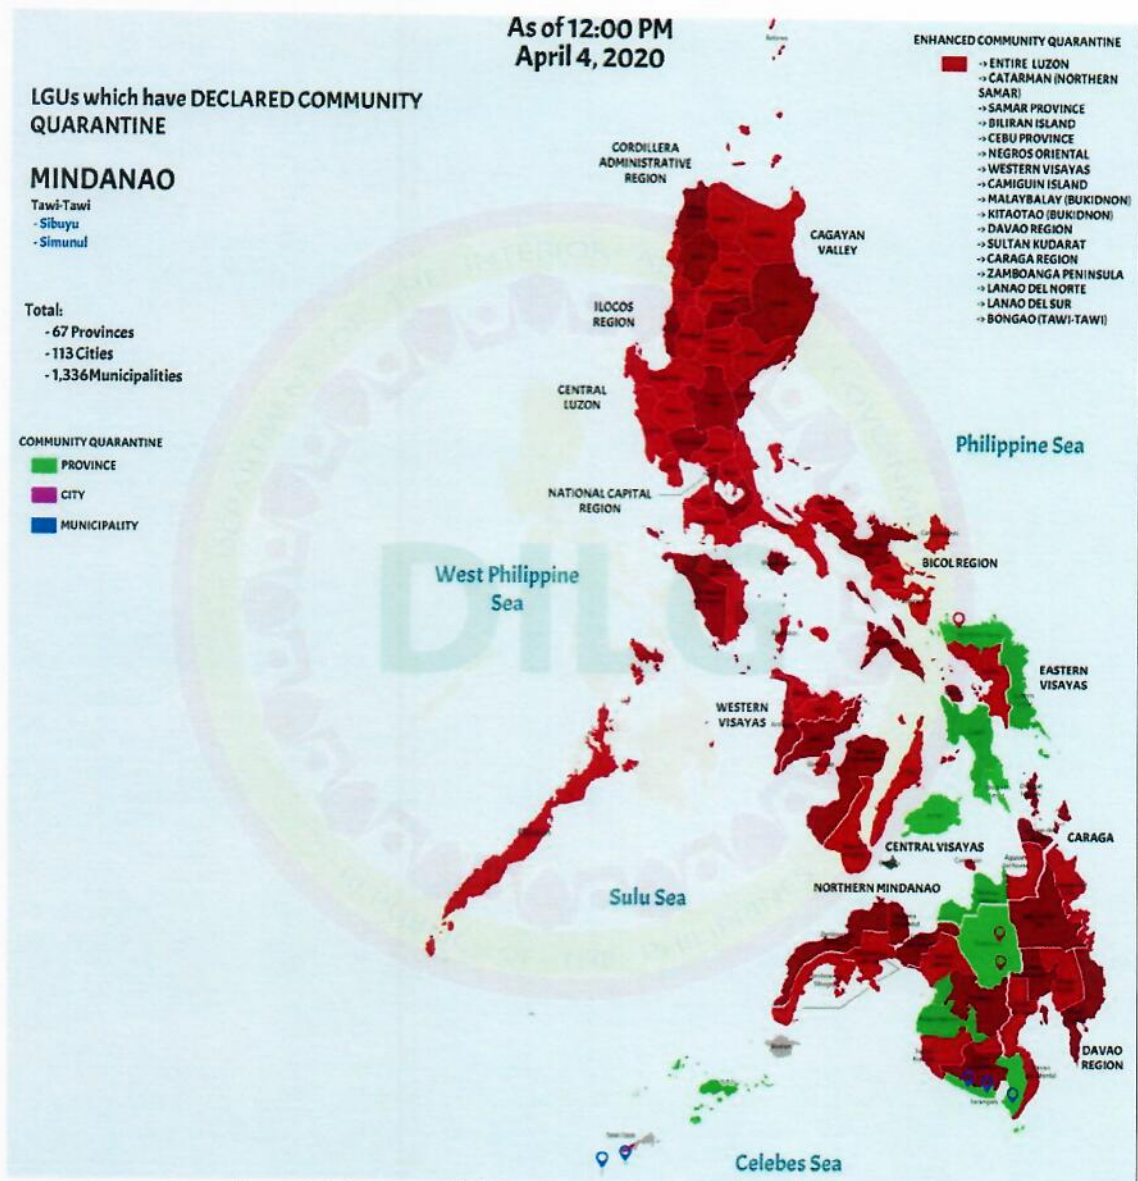 As of 12:00 PM
April 4, 2020
LGUs which have DECLARED COMMUNITY
QUARANTINE
MINDANAO
Tawi-Tawi
- Sibuyu
- Simunul
Total:
- 67 Provinces
- 113 Cities
- 1,336 Municipalities
COMMUNITY QUARANTINE
PROVINCE
CITY
MUNICIPALITY
ENHANCED COMMUNITY QUARANTINE
→ ENTIRE LUZON
→ CATARMAN (NORTHERN
SAMAR)
→ SAMAR PROVINCE
→ BILIRAN ISLAND
→ CEBU PROVINCE
→ NEGROS ORIENTAL
→ WESTERN VISAYAS
→ CAMIGUIN ISLAND
→ MALAYBALAY (BUKIDNON)
→ KITAOTAO (BUKIDNON)
→ DAVAO REGION
→ SULTAN KUDARAT
→ CARAGA REGION
→ ZAMBOANGA PENINSULA
→ LANAO DEL NORTE
→ LANAO DEL SUR
→ BONGAO (TAWI-TAWI)
CORDILLERA
ADMINISTRATIVE
REGION
CAGAYAN
VALLEY
ILOCOS
REGION
CENTRAL
LUZON
Philippine Sea
NATIONAL CAPITAL
REGION
BICOL REGION
West Philippine
Sea
DILG
EASTERN
VISAYAS
WESTERN
VISAYAS
CARAGA
CENTRAL VISAYAS
NORTHERN MINDANAO
Sulu Sea
DAVAO
REGION
Celebes Sea